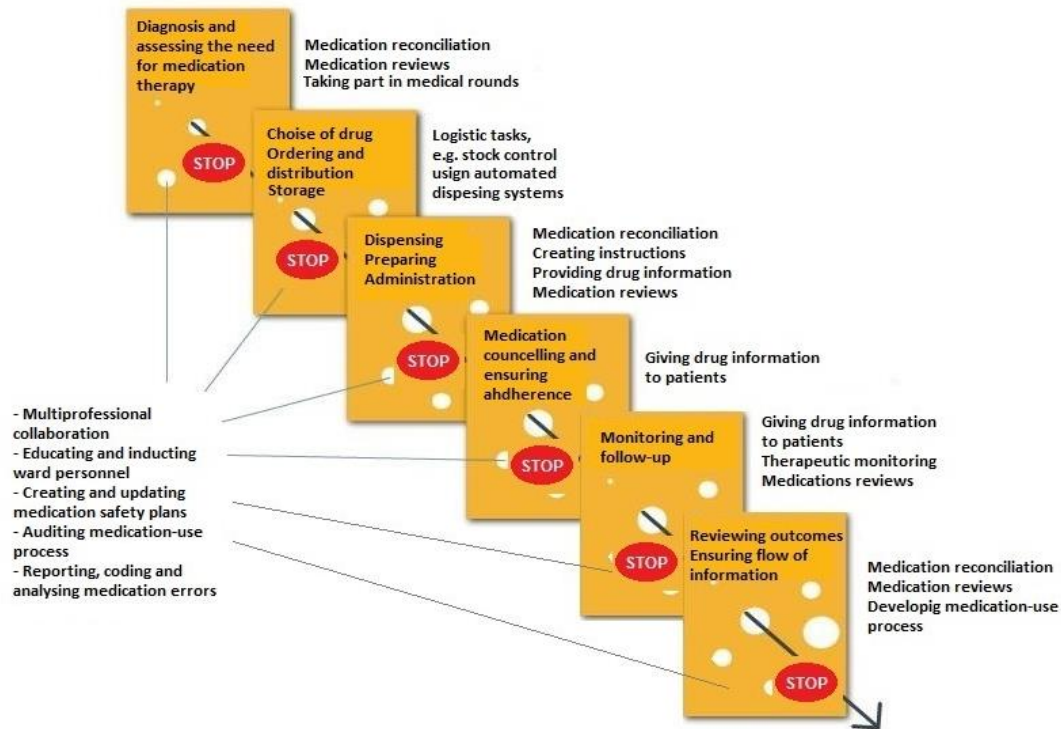 Diagnosis and
assessing the need
for medication
therapy
STOP
Medication reconciliation
Medication reviews
Taking part in medical rounds
Choise of drug
Ordering and
distribution
Storage
STOP
Logistic tasks,
e.g. stock control
usign automated
dispesing systems
Dispensing
Preparing
Administration
STOP
Medication reconciliation
Creating instructions
Providing drug information
Medication reviews
Medication
councelling and
ensuring
ahdherence
STOP
Giving drug information
to patients
Monitoring and
follow-up
STOP
Giving drug information
to patients
Therapeutic monitoring
Medications reviews
Reviewing outcomes
Ensuring flow of
information
STOP
Medication reconciliation
Medication reviews
Developig medication-use
process
- Multiprofessional
collaboration
- Educating and inducting
ward personnel
- Creating and updating
medication safety plans
- Auditing medication-use
process
- Reporting, coding and
analysing medication errors